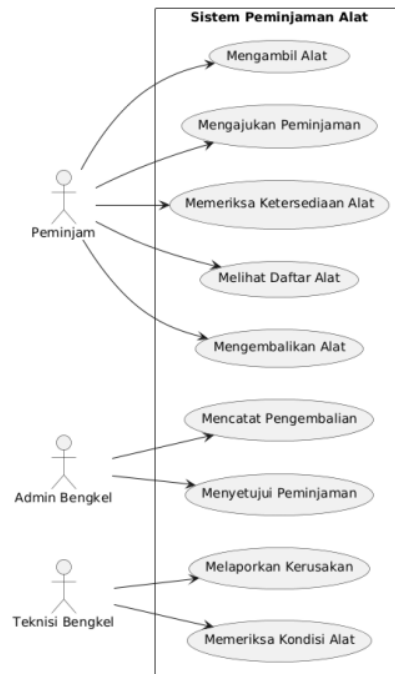 Sistem Peminjaman Alat
Mengambil Alat
Mengajukan Peminjaman
Memeriksa Ketersediaan Alat
Peminjam
Melihat Daftar Alat
Mengembalikan Alat
Mencatat Pengembalian
Admin Bengkel
Menyetujui Peminjaman
Melaporkan Kerusakan
Teknisi Bengkel
Memeriksa Kondisi Alat